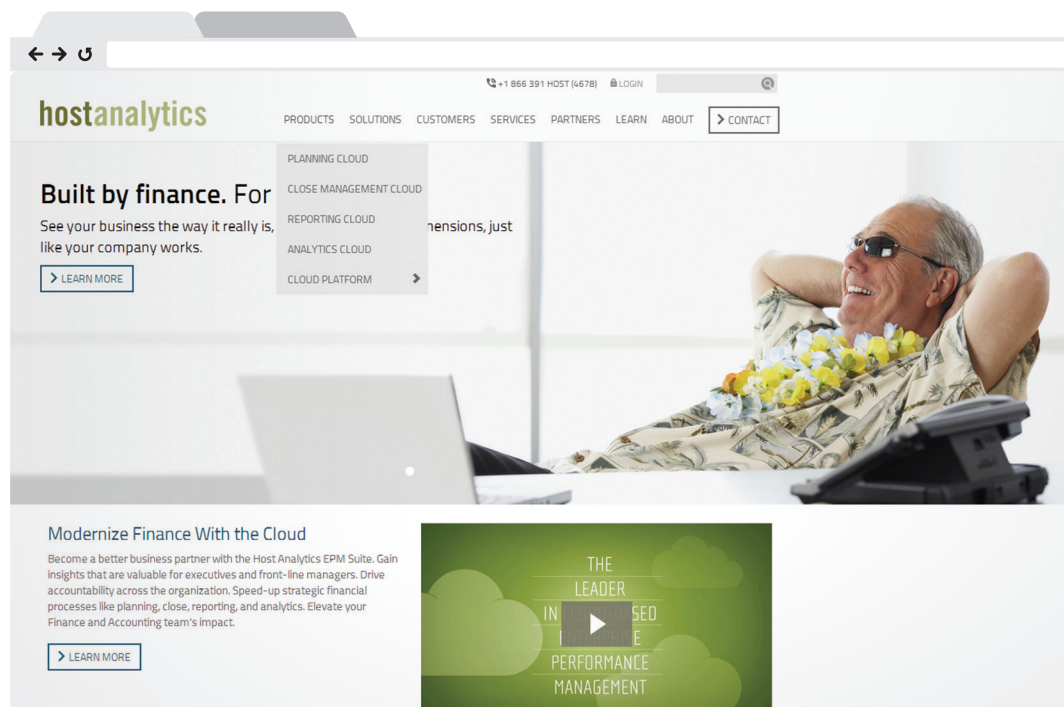 +1 866 391 HOST (4678) LOGIN
hostanalytics
PRODUCTS SOLUTIONS CUSTOMERS SERVICES PARTNERS LEARN ABOUT CONTACT
PLANNING CLOUD
CLOSE MANAGEMENT CLOUD
REPORTING CLOUD
ANALYTICS CLOUD
CLOUD PLATFORM
Built by finance. For
See your business the way it really is, just
like your company works.
LEARN MORE
Modernize Finance With the Cloud
Become a better business partner with the Host Analytics EPM Suite. Gain
insights that are valuable for executives and front-line managers. Drive
accountability across the organization. Speed-up strategic financial
processes like planning, close, reporting, and analytics. Elevate your
Finance and Accounting team's impact.
LEARN MORE
THE
LEADER
IN CLOUD-BASED
ENTERPRISE
PERFORMANCE
MANAGEMENT